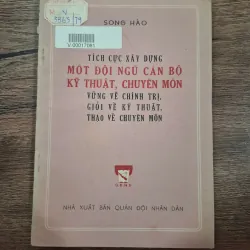 SONG HÀO
TÍCH CỰC XÂY DỰNG
MỘT ĐỘI NGŨ CÁN BỘ
KỸ THUẬT, CHUYÊN MÔN
VỮNG VỀ CHÍNH TRỊ,
GIỎI VỀ KỸ THUẬT,
THẠO VỀ CHUYÊN MÔN
NHÀ XUẤT BẢN QUÂN ĐỘI NHÂN DÂN